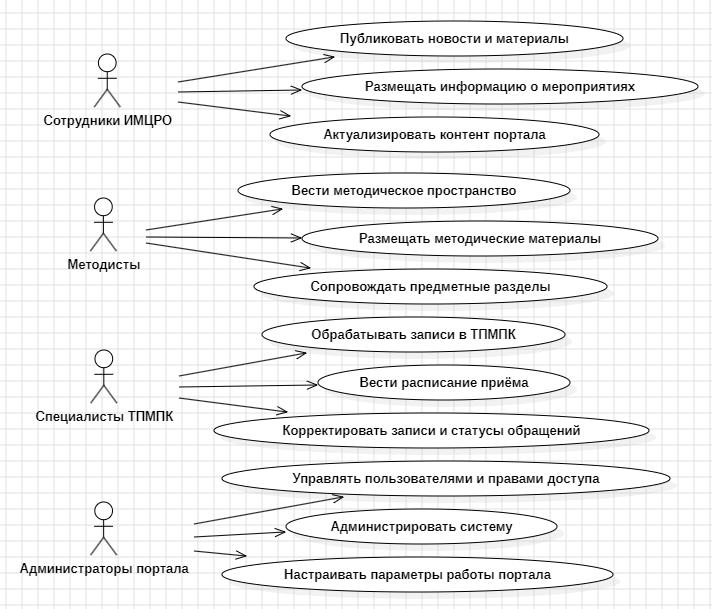 Публиковать новости и материалы
Размещать информацию о мероприятиях
Сотрудники ИМЦРО
Актуализировать контент портала
Вести методическое пространство
Размещать методические материалы
Методисты
Сопровождать предметные разделы
Обрабатывать записи в ТПМПК
Вести расписание приёма
Специалисты ТПМПК
Корректировать записи и статусы обращений
Управлять пользователями и правами доступа
Администрировать систему
Администраторы портала
Настраивать параметры работы портала